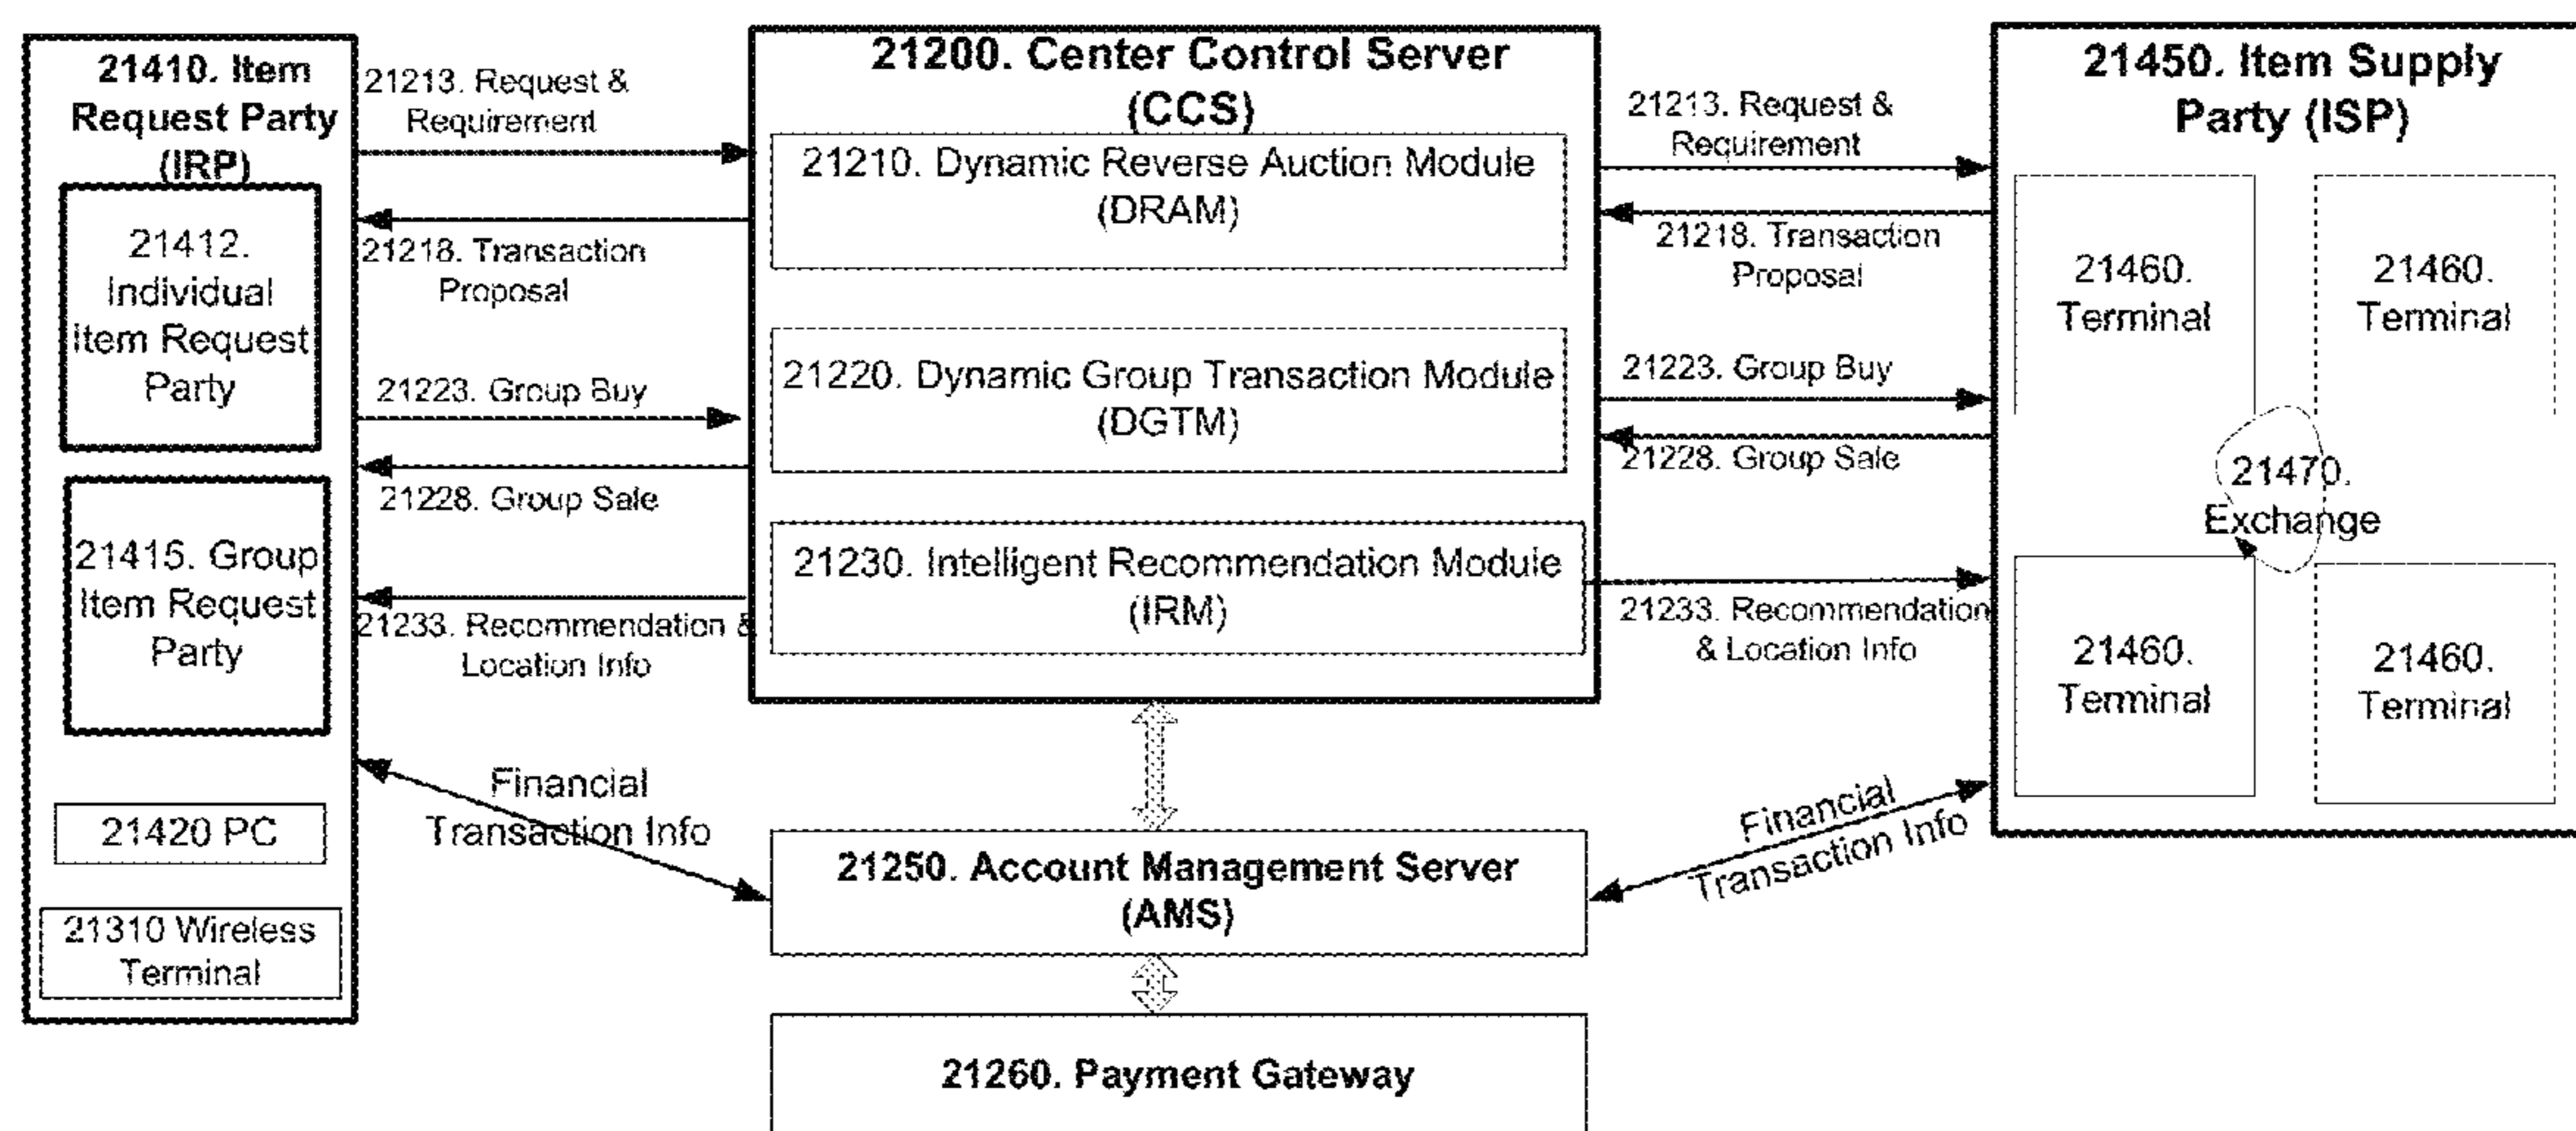 21410. Item
Request Party
(IRP)
21412.
Individual
Item Request
Party
21415. Group
Item Request
Party
21420 PC
21310 Wireless
Terminal
21213. Request &
Requirement
21218. Transaction
Proposal
21223. Group Buy
21228. Group Sale
21233. Recommendation &
Location Info
Financial
Transaction Info
21200. Center Control Server
(CCS)
21210. Dynamic Reverse Auction Module
(DRAM)
21220. Dynamic Group Transaction Module
(DGTM)
21230. Intelligent Recommendation Module
(IRM)
21250. Account Management Server
(AMS)
21260. Payment Gateway
21213. Request &
Requirement
21218. Transaction
Proposal
21223. Group Buy
21228. Group Sale
21233. Recommendation
& Location Info
Financial
Transaction Info
21450. Item Supply
Party (ISP)
21460.
Terminal
21460.
Terminal
21470.
Exchange
21460.
Terminal
21460.
Terminal